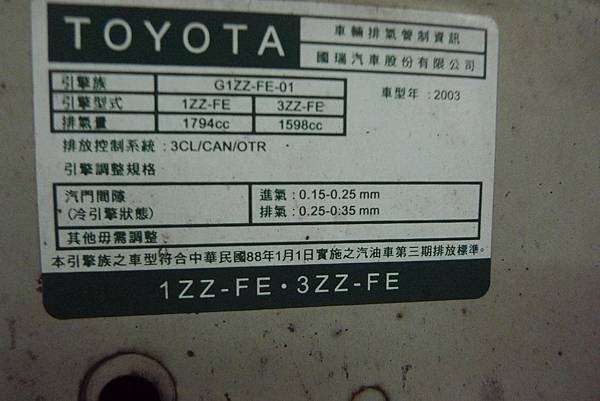 TOYOTA
車輛排氣管制資訊
國瑞汽車股份有限公司
引擎族 G1ZZ-FE-01
引擎型式 1ZZ-FE 3ZZ-FE
排氣量 1794cc 1598cc
車型年：2003
排放控制系統：3CL/CAN/OTR
引擎調整規格
汽門間隙 進氣：0.15-0.25 mm
(冷引擎狀態) 排氣：0.25-0.35 mm
其他毋需調整
本引擎族之車型符合中華民國88年1月1日實施之汽油車第三期排放標準。
1ZZ-FE・3ZZ-FE